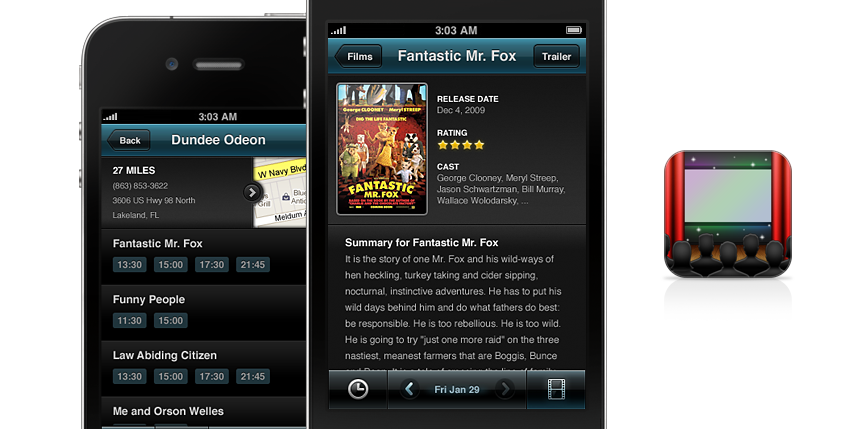 3:03 AM
Back
Dundee Odeon
27 MILES
(863) 853-3622
3606 US Hwy 98 North
Lakeland, FL
W Navy Blvd
Grill
Blue
Meldum
Fantastic Mr. Fox
13:30 15:00 17:30 21:45
Funny People
11:30 15:00
Law Abiding Citizen
13:30 15:00 17:30 21:45
Me and Orson Welles
3:03 AM
Films
Fantastic Mr. Fox
Trailer
George CLOONEY Meryl STREEP
DIG THE LIFE FANTASTIC
FANTASTIC
MR. FOX
RELEASE DATE
Dec 4, 2009
RATING
CAST
George Clooney, Meryl Streep,
Jason Schwartzman, Bill Murray,
Wallace Wolodarsky, ...
Summary for Fantastic Mr. Fox
It is the story of one Mr. Fox and his wild-ways of
hen heckling, turkey taking and cider sipping,
nocturnal, instinctive adventures. He has to put his
wild days behind him and do what fathers do best:
be responsible. He is too rebellious. He is too wild.
He is going to try "just one more raid" on the three
nastiest, meanest farmers that are Boggis, Bunce
Fri Jan 29